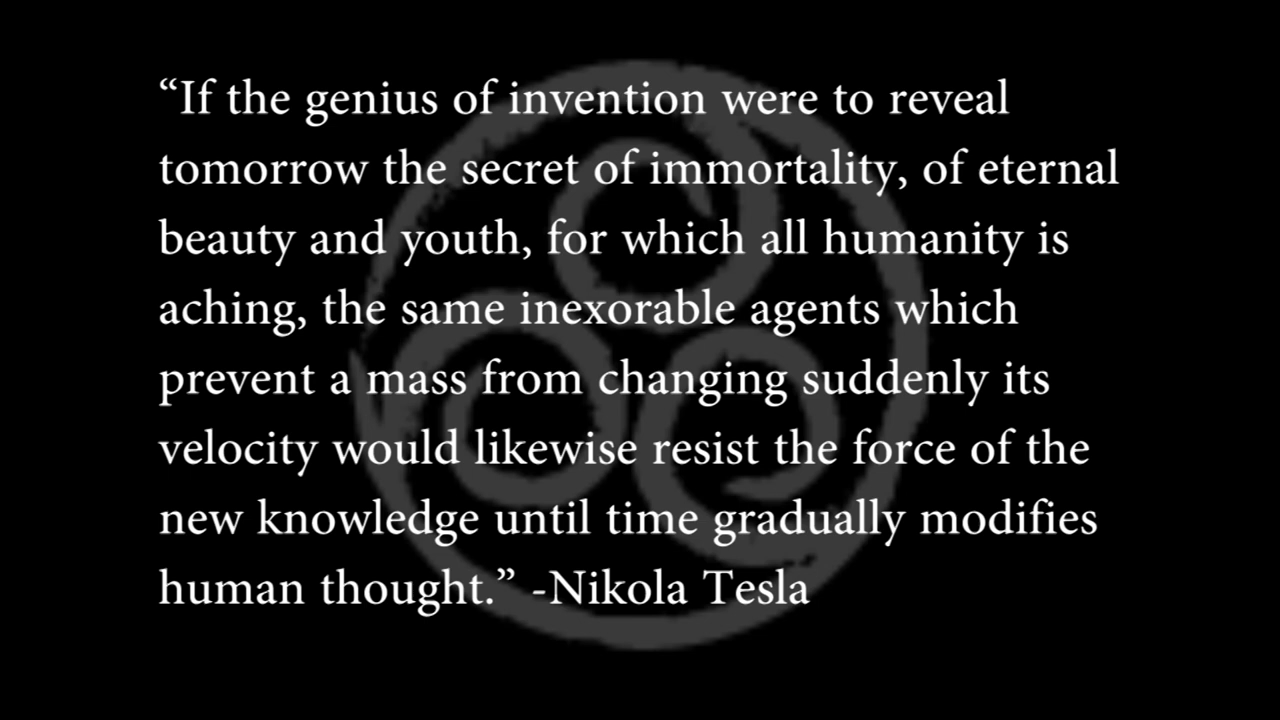 “If the genius of invention were to reveal
tomorrow the secret of immortality, of eternal
beauty and youth, for which all humanity is
aching, the same inexorable agents which
prevent a mass from changing suddenly its
velocity would likewise resist the force of the
new knowledge until time gradually modifies
human thought.” -Nikola Tesla